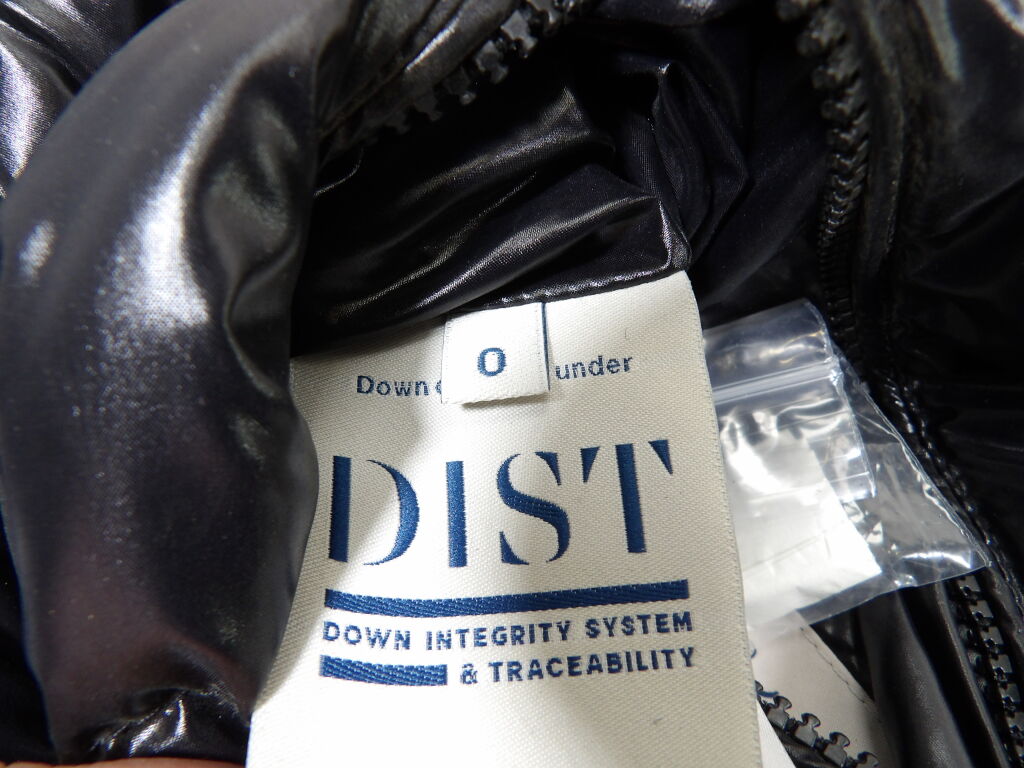 0
Down under
DIST
DOWN INTEGRITY SYSTEM
& TRACEABILITY